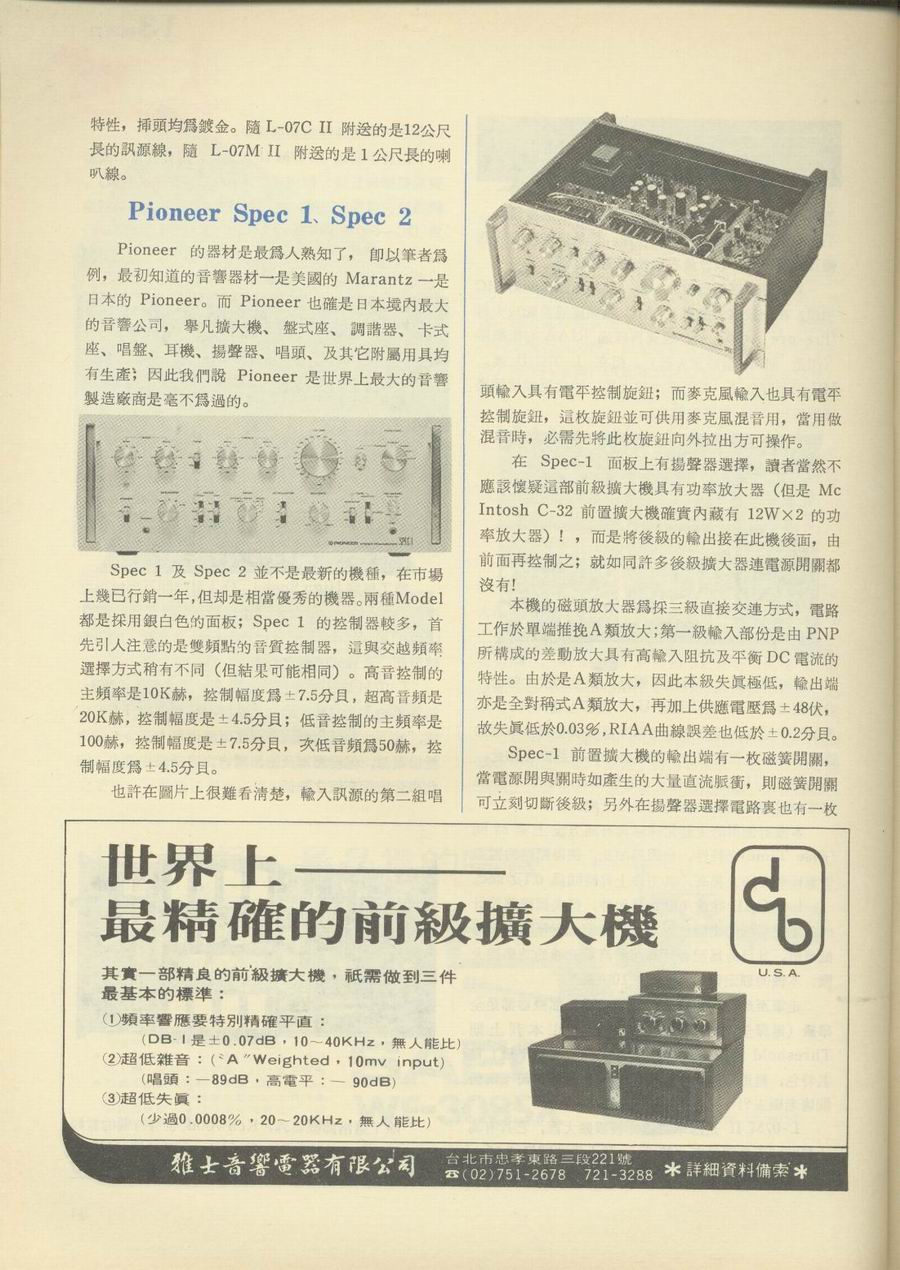 特性，揷頭均爲鍍金。隨 L-07C II 附送的是12公尺
長的訊源線，隨 L-07M II 附送的是 1 公尺長的喇
叭線。
Pioneer Spec 1、Spec 2
Pioneer 的器材是最爲人熟知了，卽以筆者爲
例，最初知道的音響器材一是美國的 Marantz 一是
日本的 Pioneer。而 Pioneer 也確是日本境內最大
的音響公司，舉凡擴大機、盤式座、調諧器、卡式
座、唱盤、耳機、揚聲器、唱頭、及其它附屬用具均
有生產；因此我們說 Pioneer 是世界上最大的音響
製造廠商是毫不爲過的。
PIONEER
SPEC 1
Spec 1 及 Spec 2 並不是最新的機種，在市場
上幾已行銷一年，但却是相當優秀的機器。兩種Model
都是採用銀白色的面板；Spec 1 的控制器較多，首
先引人注意的是雙頻點的音質控制器，這與交越頻率
選擇方式稍有不同（但結果可能相同）。高音控制的
主頻率是10K赫，控制幅度爲±7.5分貝，超高音頻是
20K赫，控制幅度是±4.5分貝；低音控制的主頻率是
100赫，控制幅度是±7.5分貝，次低音頻爲50赫，控
制幅度爲±4.5分貝。
也許在圖片上很難看淸楚，輸入訊源的第二組唱
頭輸入具有電平控制旋鈕；而麥克風輸入也具有電平
控制旋鈕，這枚旋鈕並可供用麥克風混音用，當用做
混音時，必需先將此枚旋鈕向外拉出方可操作。
在 Spec-1 面板上有揚聲器選擇，讀者當然不
應該懷疑這部前級擴大機具有功率放大器（但是 Mc
Intosh C-32 前置擴大機確實內藏有 12W×2 的功
率放大器）！，而是將後級的輸出接在此機後面，由
前面再控制之；就如同許多後級擴大器連電源開關都
沒有！
本機的磁頭放大器爲採三級直接交連方式，電路
工作於單端推挽A類放大；第一級輸入部份是由 PNP
所構成的差動放大具有高輸入阻抗及平衡 DC 電流的
特性。由於是A類放大，因此本級失眞極低，輸出端
亦是全對稱式A類放大，再加上供應電壓爲±48伏，
故失眞低於0.03%，RIAA曲線誤差也低於±0.2分貝。
Spec-1 前置擴大機的輸出端有一枚磁簧開關，
當電源開與關時如產生的大量直流脈衝，則磁簧開關
可立刻切斷後級；另外在揚聲器選擇電路裏也有一枚
世界上——
最精確的前級擴大機
db
U.S.A.
其實一部精良的前級擴大機，祇需做到三件
最基本的標準：
①頻率響應要特別精確平直：
（DB-1是±0.07dB，10～40KHz，無人能比）
②超低雜音：（"A"Weighted，10mv input）
（唱頭：—89dB，高電平：— 90dB）
③超低失眞：
（少過0.0008%，20～20KHz，無人能比）
雅士音響電器有限公司
台北市忠孝東路三段221號
☎(02)751-2678 721-3288
＊詳細資料備索＊